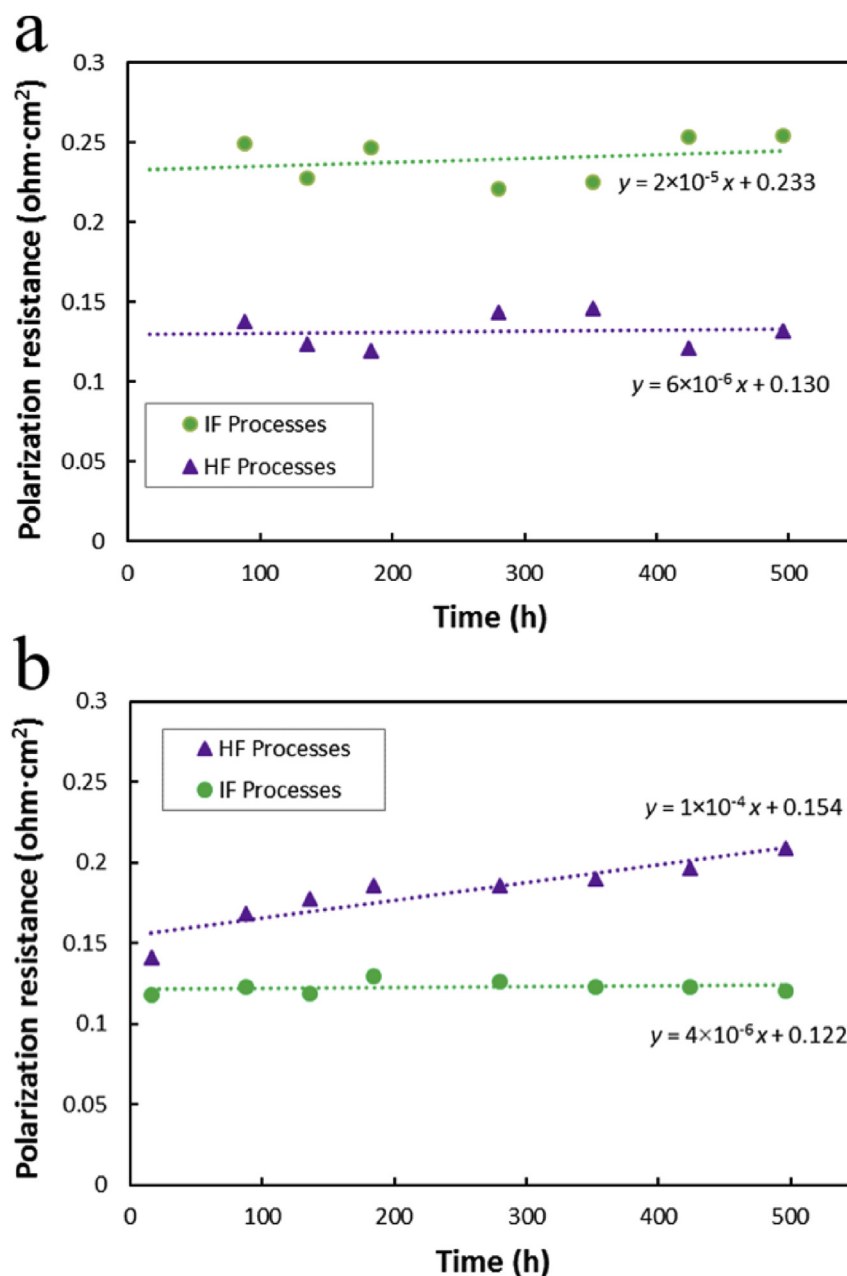 a
Polarization resistance (ohm·cm²)
0.3
0.25
0.2
0.15
0.1
0.05
0
y = 2×10⁻⁵ x + 0.233
y = 6×10⁻⁶ x + 0.130
IF Processes
HF Processes
0 100 200 300 400 500
Time (h)
b
Polarization resistance (ohm·cm²)
0.3
0.25
0.2
0.15
0.1
0.05
0
HF Processes
IF Processes
y = 1×10⁻⁴ x + 0.154
y = 4×10⁻⁶ x + 0.122
0 100 200 300 400 500
Time (h)